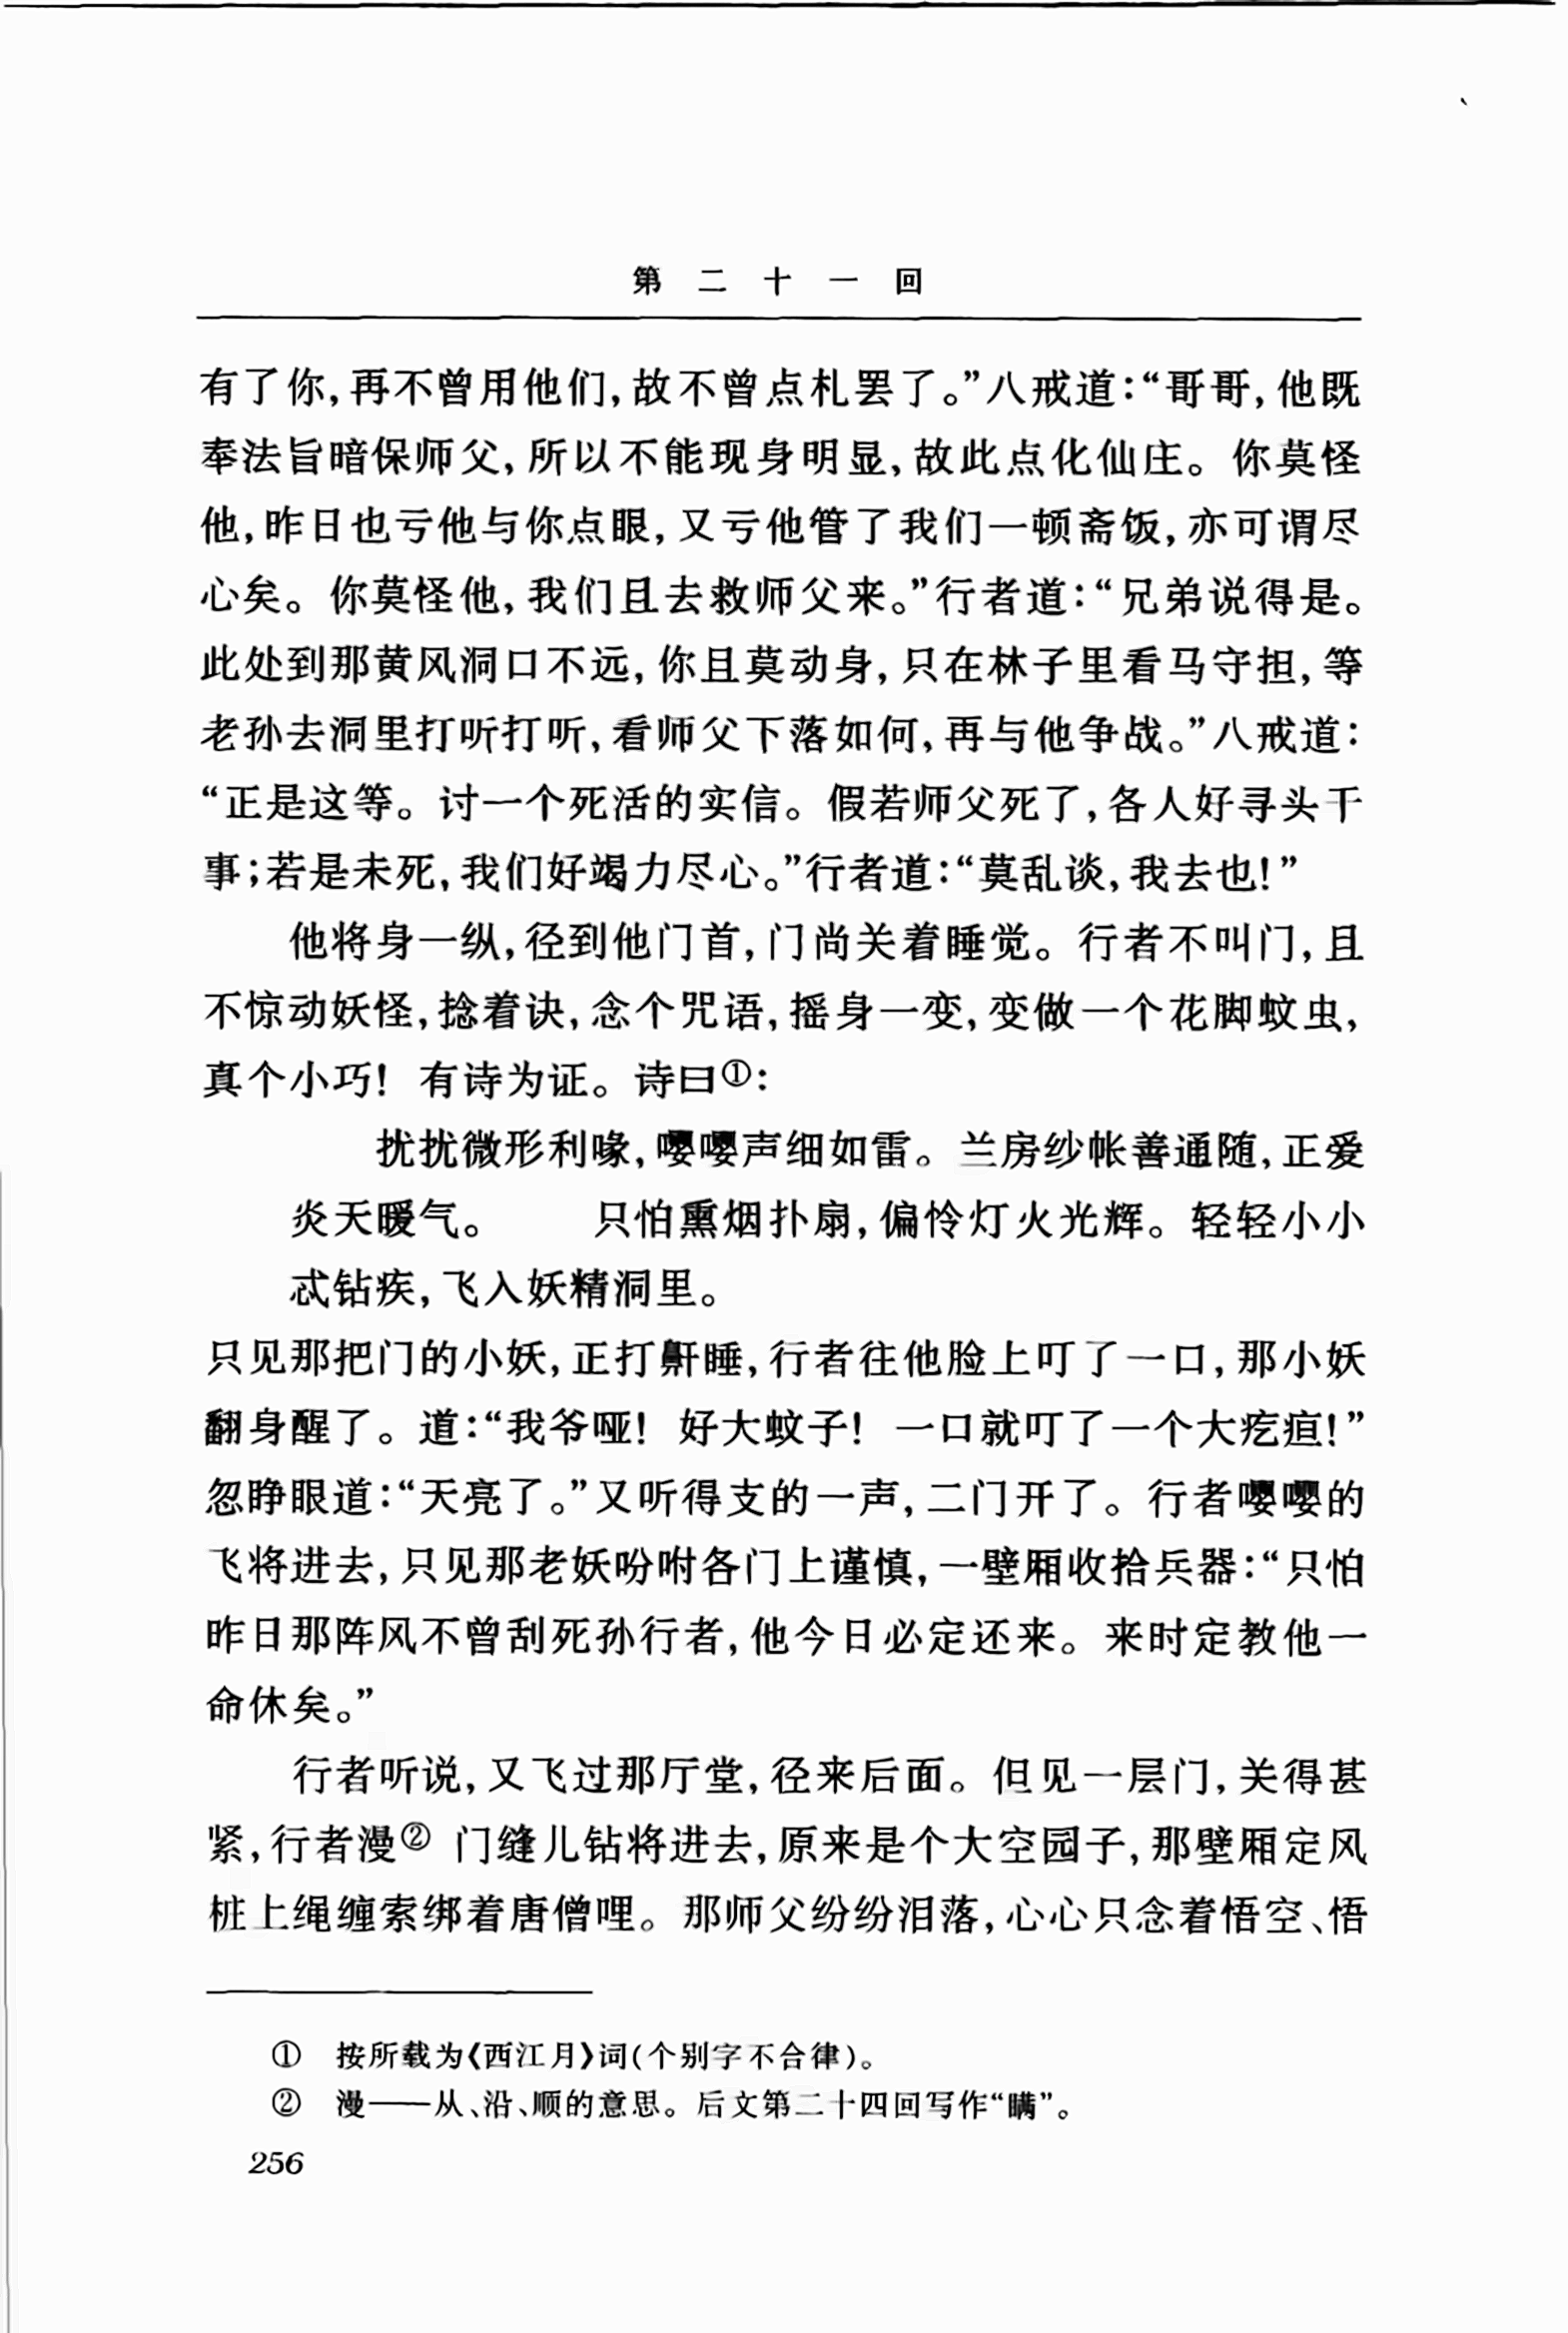 第二十一回
有了你,再不曾用他们,故不曾点札罢了。”八戒道:“哥哥,他既
奉法旨暗保师父,所以不能现身明显,故此点化仙庄。你莫怪
他,昨日也亏他与你点眼,又亏他管了我们一顿斋饭,亦可谓尽
心矣。你莫怪他,我们且去救师父来。”行者道:“兄弟说得是。
此处到那黄风洞口不远,你且莫动身,只在林子里看马守担,等
老孙去洞里打听打听,看师父下落如何,再与他争战。”八戒道:
“正是这等。讨一个死活的实信。假若师父死了,各人好寻头干
事;若是未死,我们好竭力尽心。”行者道:“莫乱谈,我去也!”
他将身一纵,径到他门首,门尚关着睡觉。行者不叫门,且
不惊动妖怪,捻着诀,念个咒语,摇身一变,变做一个花脚蚊虫,
真个小巧!有诗为证。诗曰①:
扰扰微形利喙,嘤嘤声细如雷。兰房纱帐善通随,正爱
炎天暖气。 只怕熏烟扑扇,偏怜灯火光辉。轻轻小小
忒钻疾,飞入妖精洞里。
只见那把门的小妖,正打鼾睡,行者往他脸上叮了一口,那小妖
翻身醒了。道:“我爷哑!好大蚊子!一口就叮了一个大疙疸!”
忽睁眼道:“天亮了。”又听得支的一声,二门开了。行者嘤嘤的
飞将进去,只见那老妖吩咐各门上谨慎,一壁厢收拾兵器:“只怕
昨日那阵风不曾刮死孙行者,他今日必定还来。来时定教他一
命休矣。”
行者听说,又飞过那厅堂,径来后面。但见一层门,关得甚
紧,行者漫② 门缝儿钻将进去,原来是个大空园子,那壁厢定风
桩上绳缠索绑着唐僧哩。那师父纷纷泪落,心心只念着悟空、悟
① 按所载为《西江月》词(个别字不合律)。
② 漫——从、沿、顺的意思。后文第二十四回写作“瞒”。
256